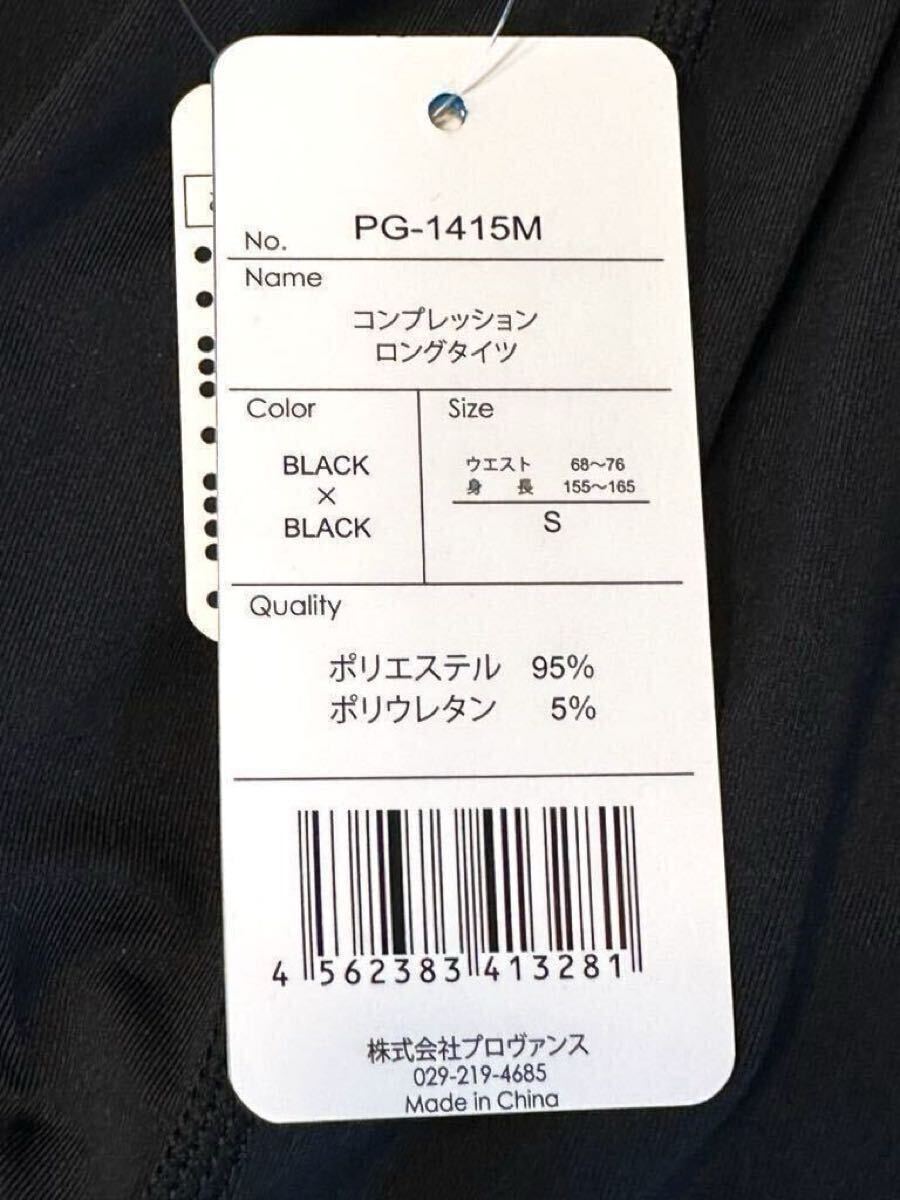 No. PG-1415M
Name
コンプレッション
ロングタイツ
Color
BLACK
×
BLACK
Size
ウエスト 68〜76
身長 155〜165
S
Quality
ポリエステル 95%
ポリウレタン 5%
4 562383 413281
株式会社プロヴァンス
029-219-4685
Made in China